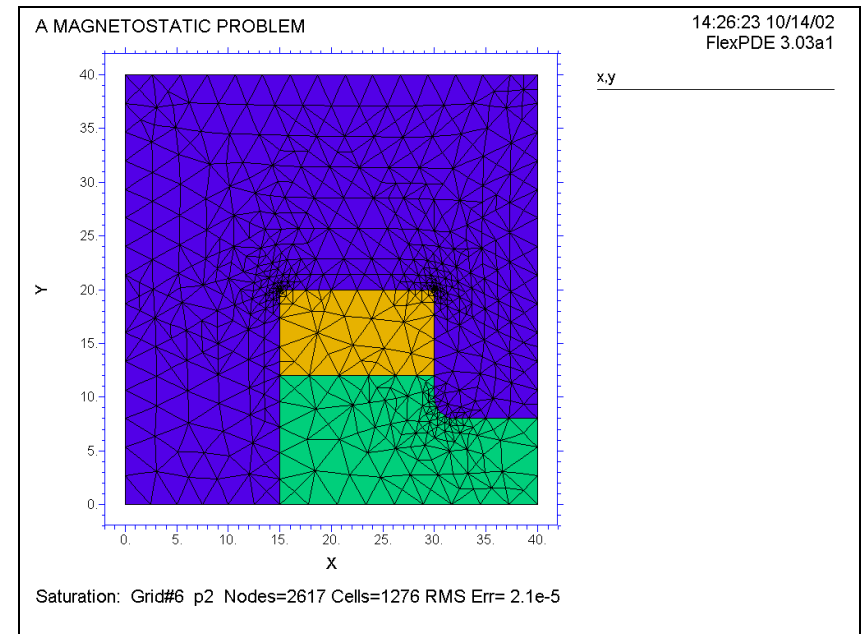 A MAGNETOSTATIC PROBLEM
14:26:23 10/14/02
FlexPDE 3.03a1
x,y
40.
35.
30.
25.
20.
15.
10.
5.
0.
Y
0. 5. 10. 15. 20. 25. 30. 35. 40.
X
Saturation: Grid#6 p2 Nodes=2617 Cells=1276 RMS Err= 2.1e-5